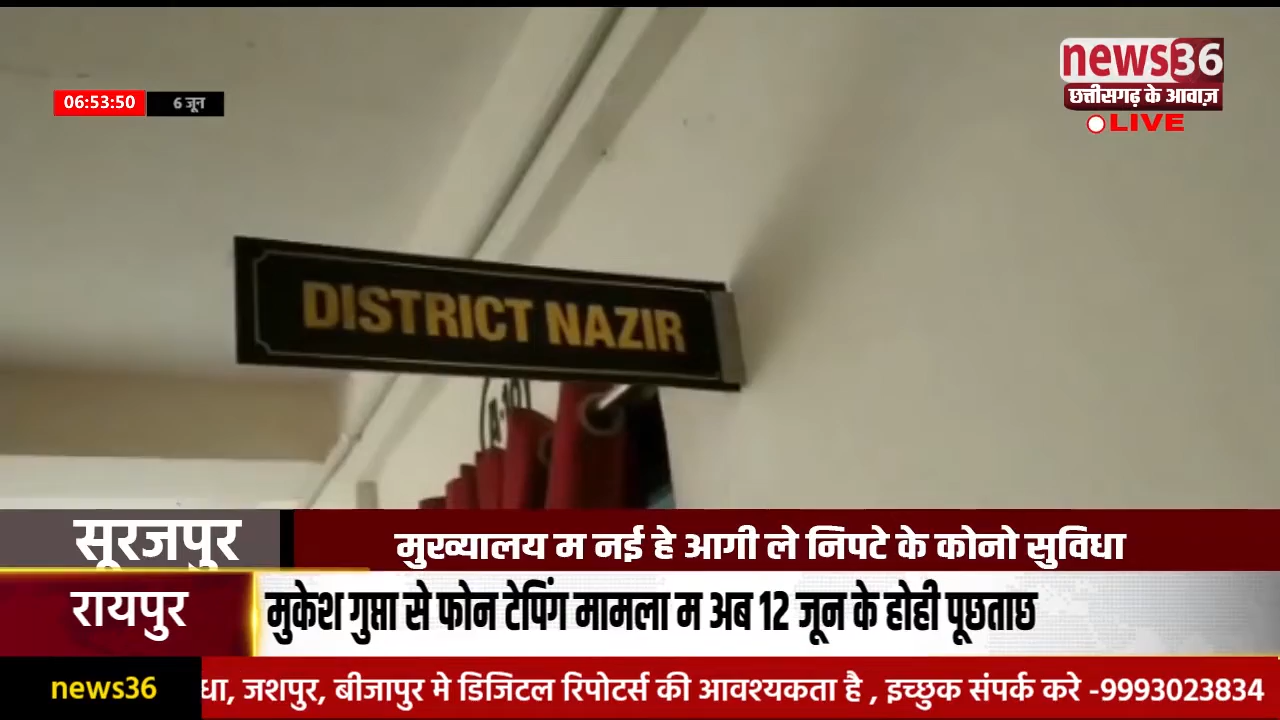 news36
छत्तीसगढ़ के आवाज़
LIVE
06:53:50 6 जून
DISTRICT NAZIR
सूरजपुर
मुख्यालय म नई हे आगी ले निपटे के कोनो सुविधा
रायपुर
मुकेश गुप्ता से फोन टेपिंग मामला म अब 12 जून के होही पूछताछ
news36
धा, जशपुर, बीजापुर मे डिजिटल रिपोटर्स की आवश्यकता है , इच्छुक संपर्क करे -9993023834